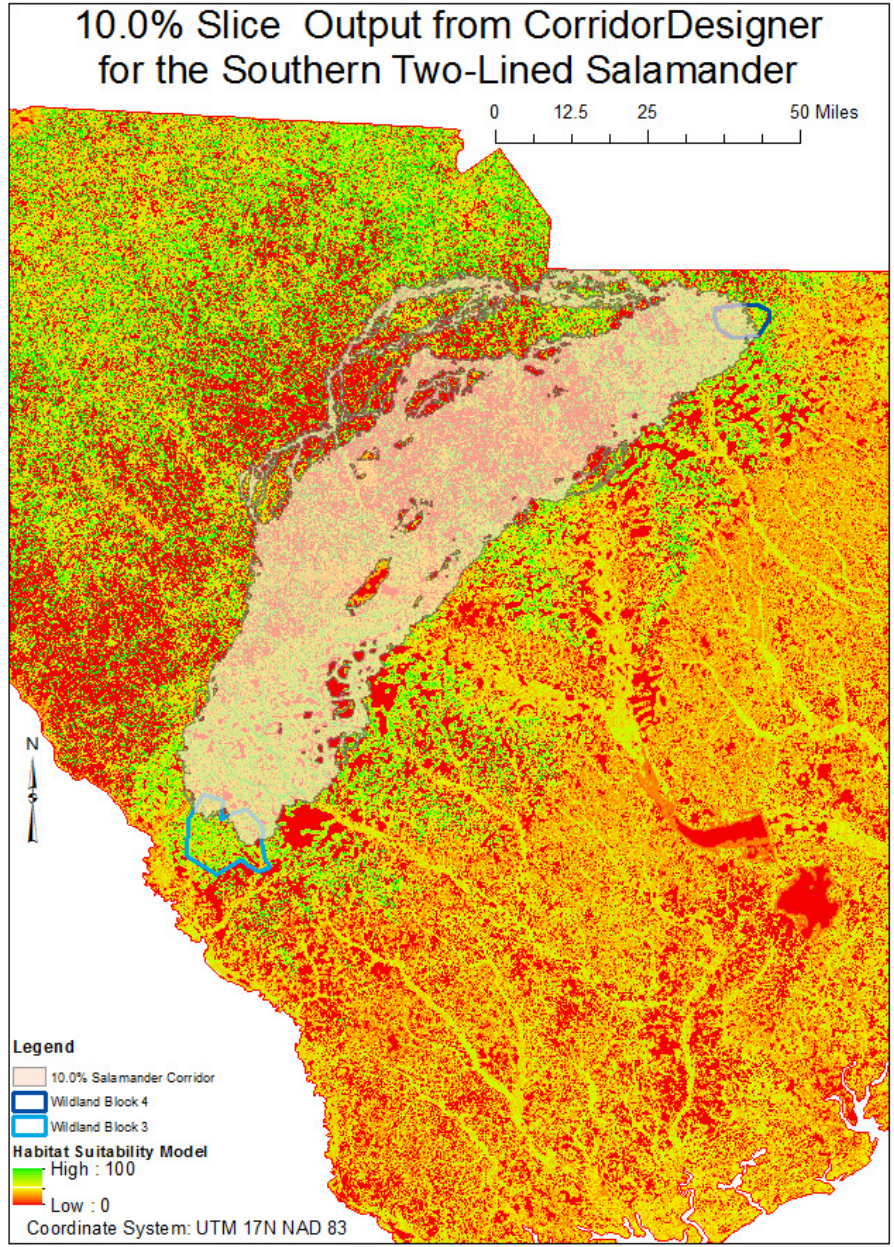 10.0% Slice Output from CorridorDesigner
for the Southern Two-Lined Salamander
0 12.5 25 50 Miles
N
Legend
10.0% Salamander Corridor
Wildland Block 4
Wildland Block 3
Habitat Suitability Model
High : 100
Low : 0
Coordinate System: UTM 17N NAD 83